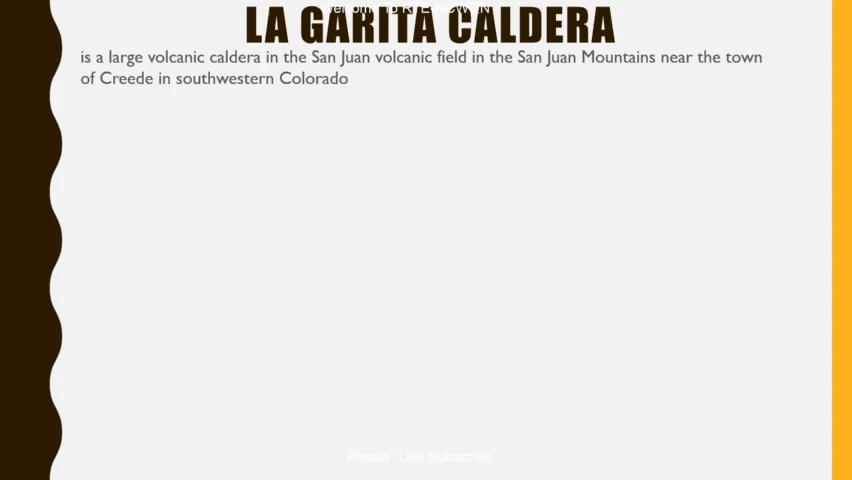 LA GARITA CALDERA
is a large volcanic caldera in the San Juan volcanic field in the San Juan Mountains near the town
of Creede in southwestern Colorado
Please Like Subscribe